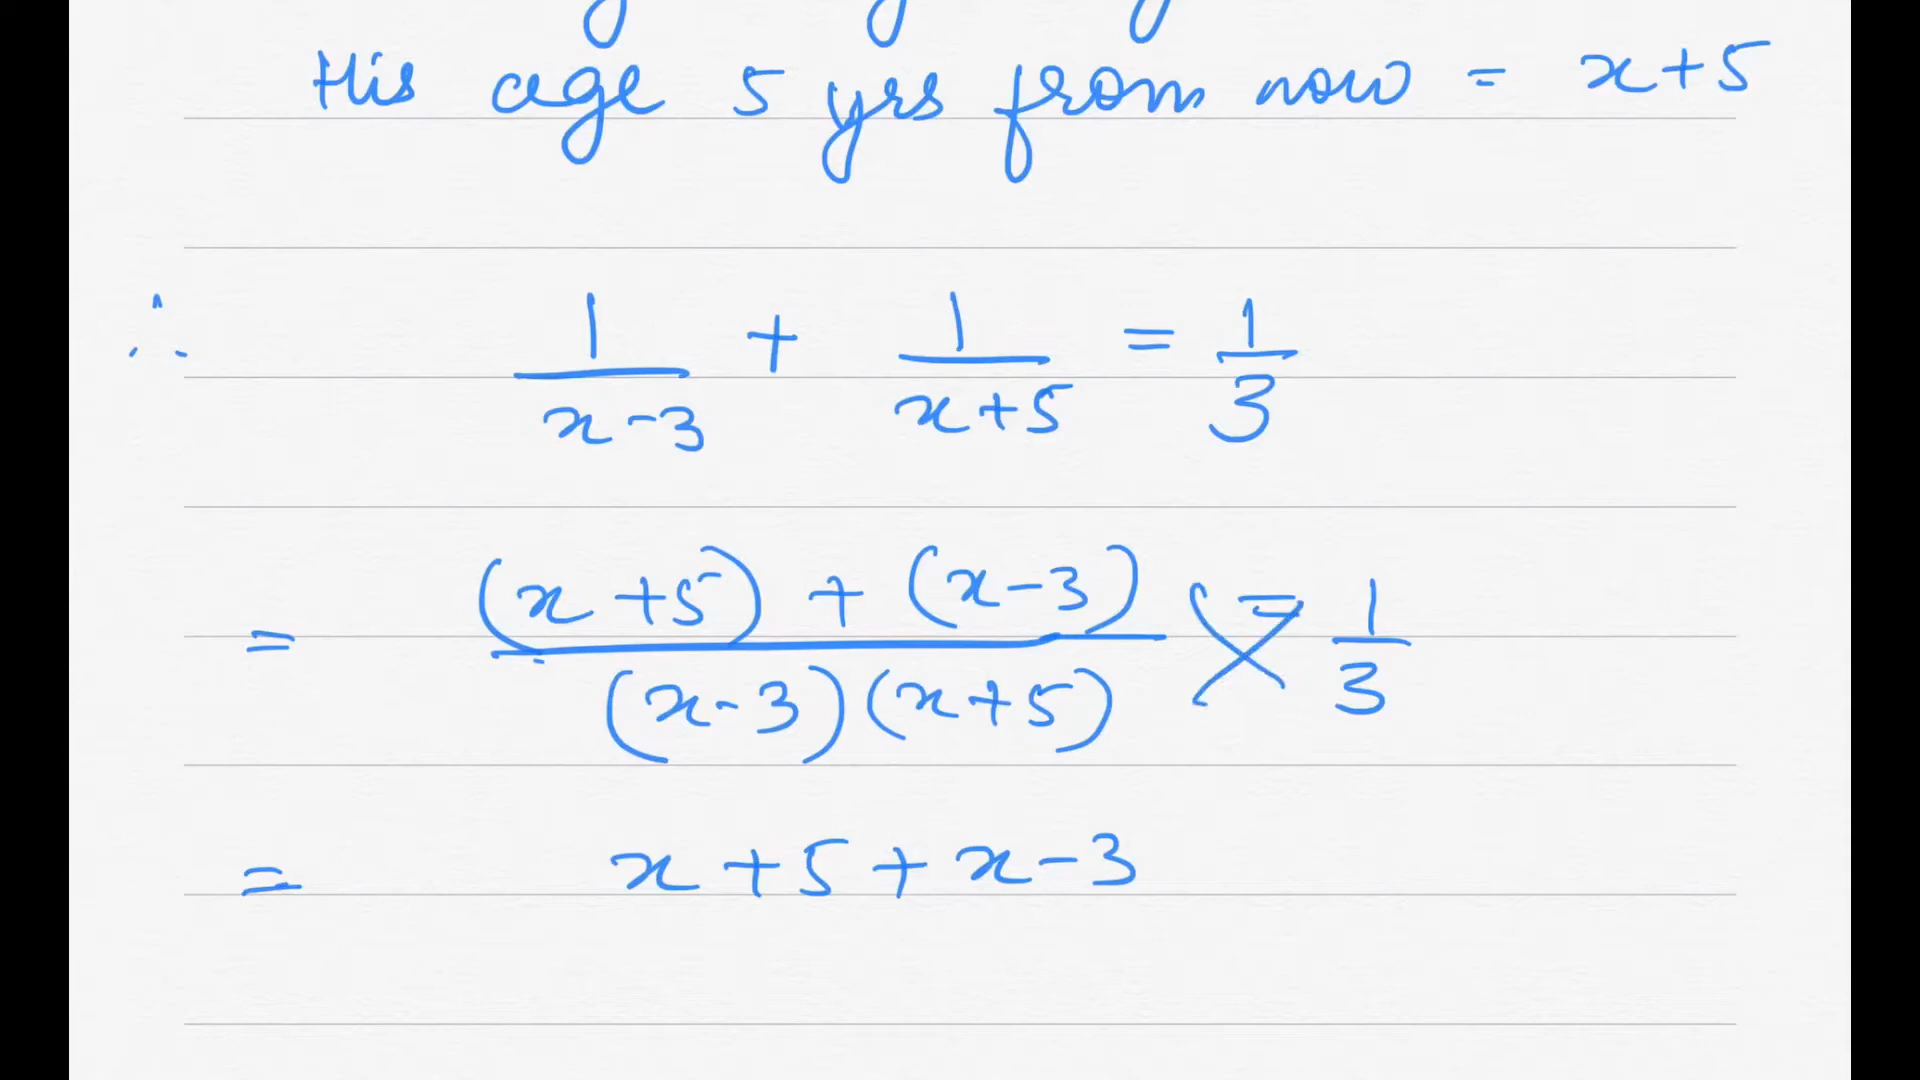 His age 5 yrs from now = x+5
∴ 1/(x-3) + 1/(x+5) = 1/3
= ((x+5) + (x-3))/((x-3)(x+5)) = 1/3
= x+5+x-3